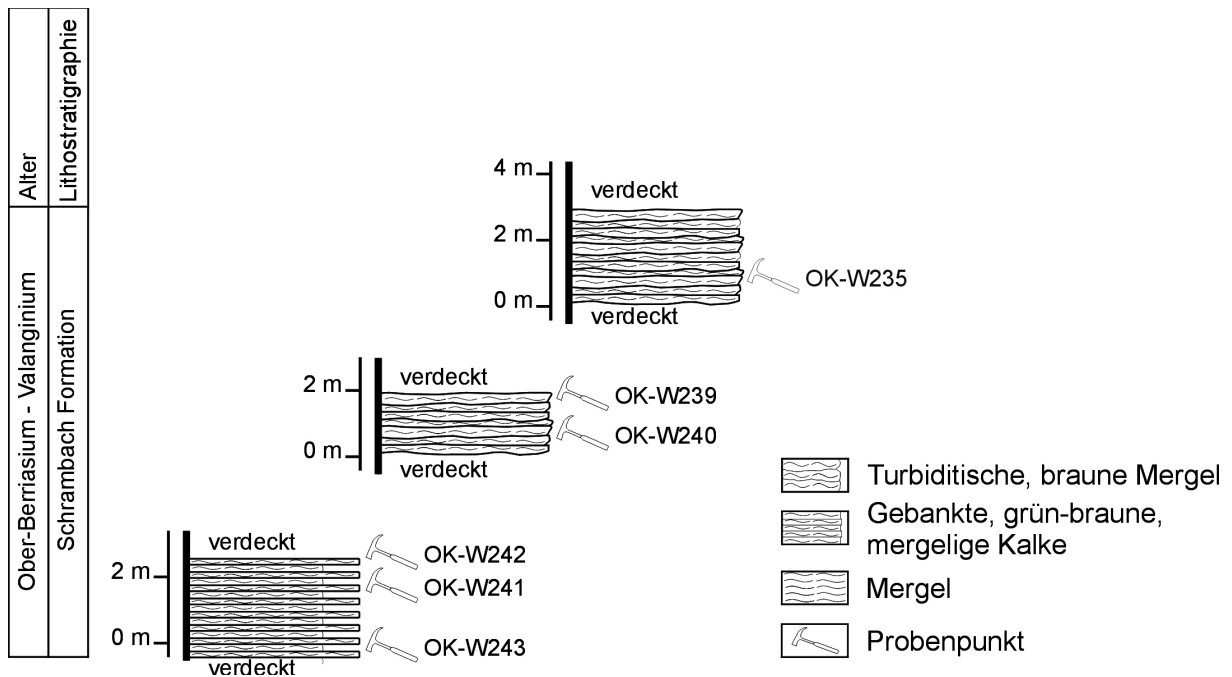 Alter
Lithostratigraphie
Ober-Berriasium - Valanginium
Schrambach Formation
4 m
verdeckt
2 m
OK-W235
0 m
verdeckt
2 m
verdeckt
OK-W239
OK-W240
0 m
verdeckt
verdeckt
OK-W242
2 m
OK-W241
0 m
OK-W243
verdeckt
Turbiditische, braune Mergel
Gebankte, grün-braune,
mergelige Kalke
Mergel
Probenpunkt